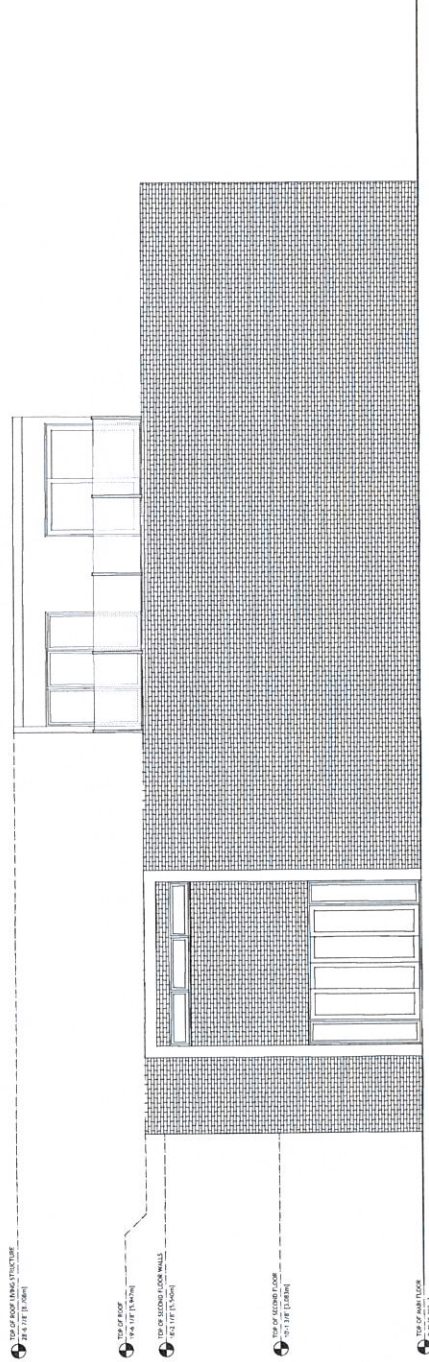 TOP OF ROOF LIVING STRUCTURE
28'-6 7/8" [8.708m]
TOP OF ROOF
19'-6 1/8" [5.947m]
TOP OF SECOND FLOOR WALLS
18'-2 1/8" [5.540m]
TOP OF SECOND FLOOR
10'-1 3/8" [3.083m]
TOP OF MAIN FLOOR